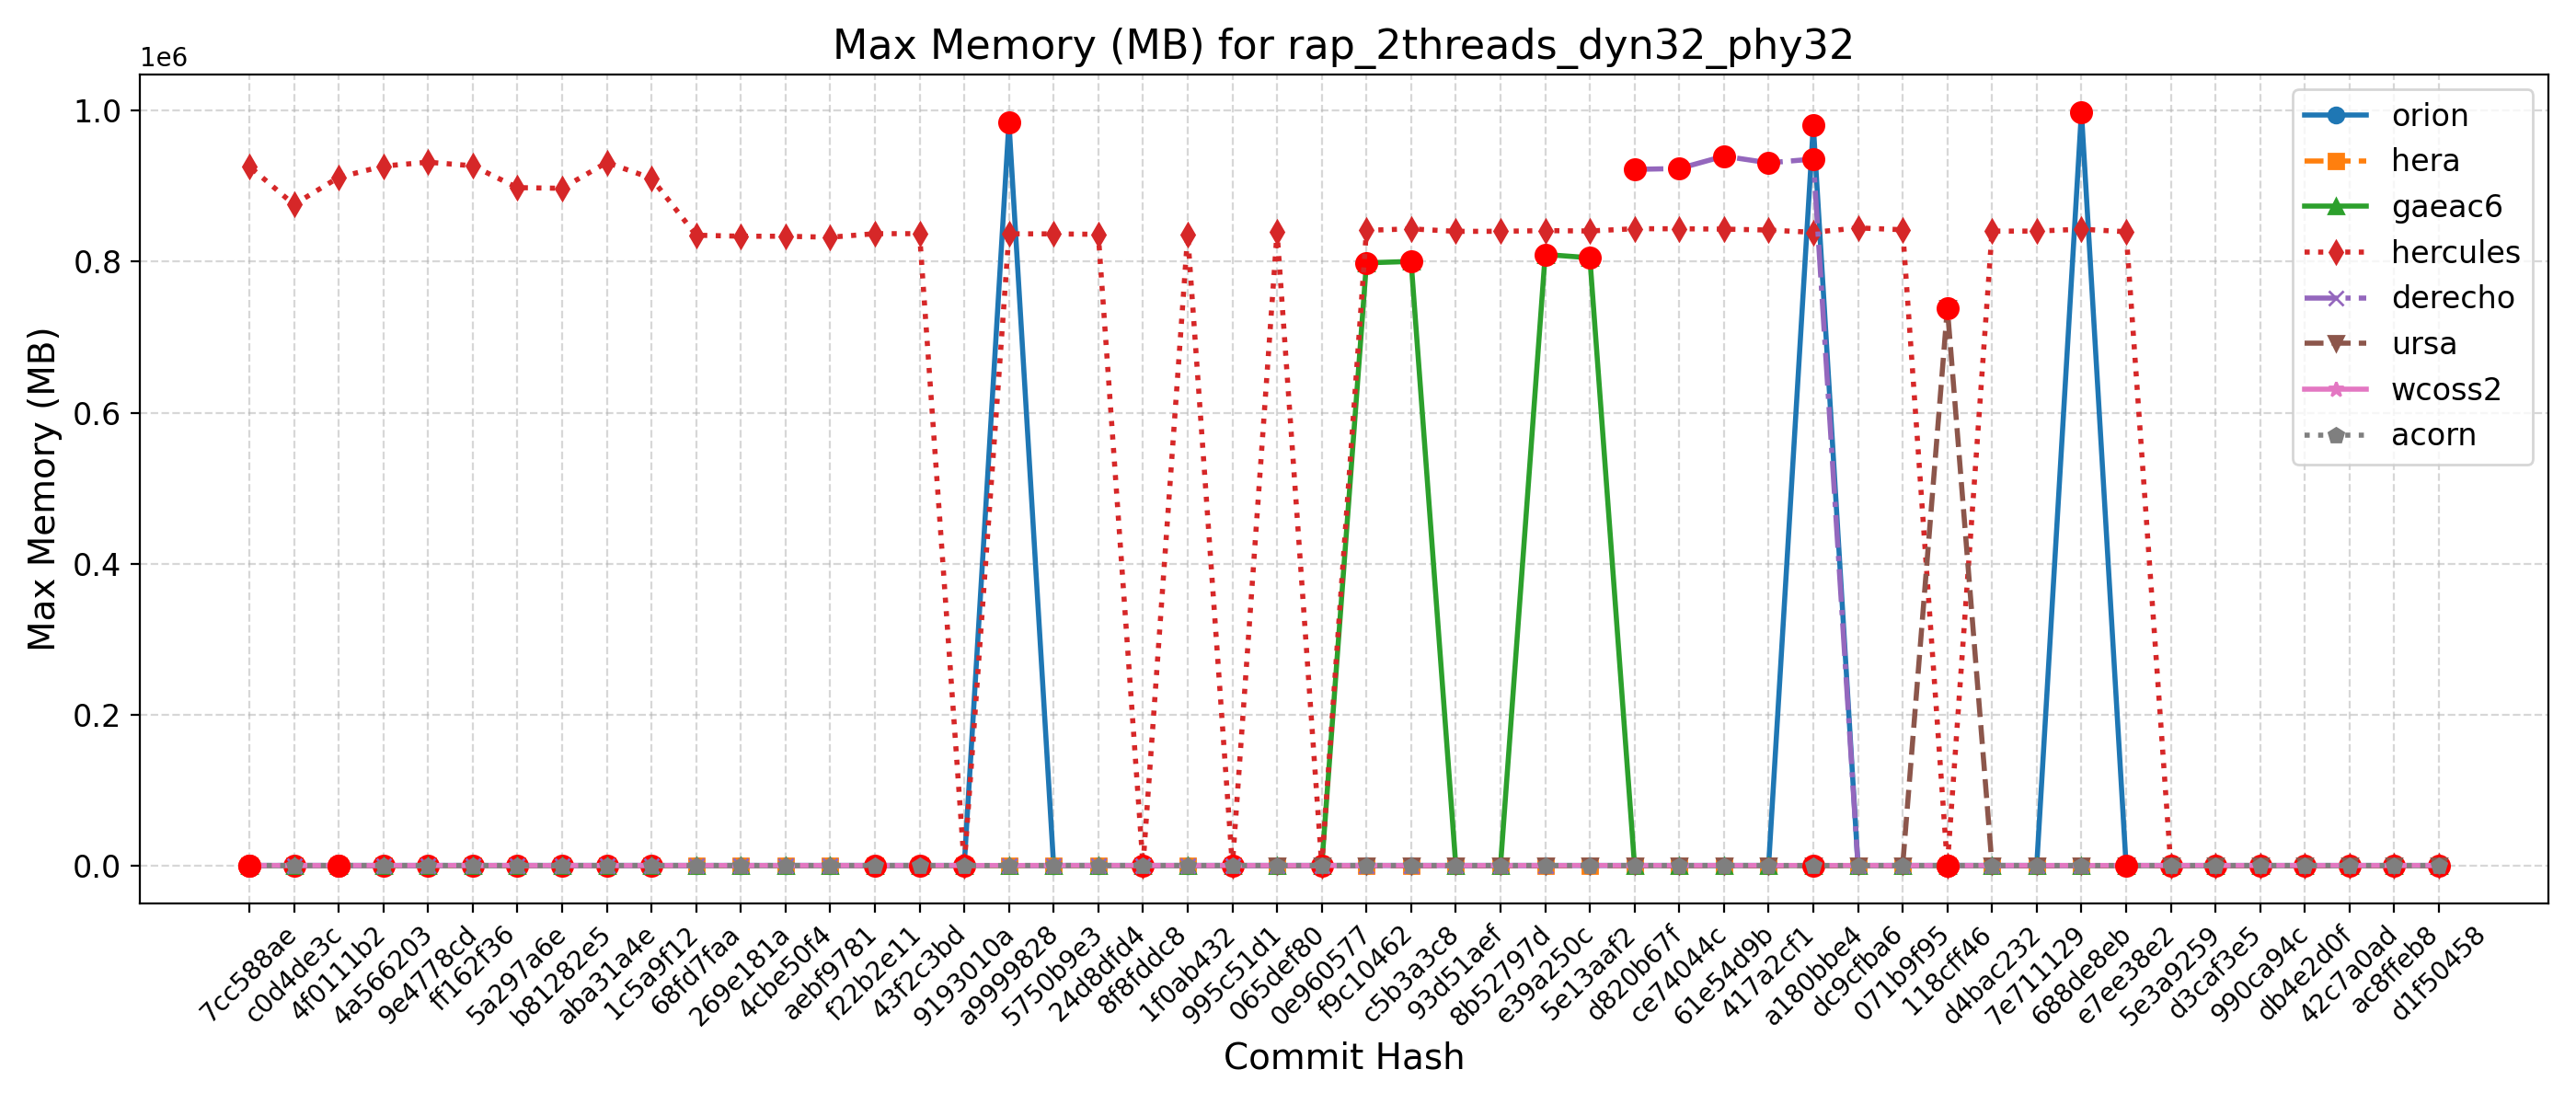 Max Memory (MB) for rap_2threads_dyn32_phy32
1e6
1.0
0.8
0.6
0.4
0.2
0.0
Max Memory (MB)
orion
hera
gaeac6
hercules
derecho
ursa
wcoss2
acorn
7cc588ae
c0d4de3c
4f0111b2
4a566203
9e4778cd
ff162f36
5a297a6e
b81282e5
aba31a4e
1c5a9f12
68fd7faa
269e181a
4cbe50f4
aebf9781
f22b2e11
43f2c3bd
9193010a
a9999828
5750b9e3
24d8dfd4
8f8fddc8
1f0ab432
995c51d1
065def80
0e960577
f9c10462
c5b3a3c8
93d51aef
8b52797d
e39a250c
5e13aaf2
d820b67f
ce74044c
61e54d9b
417a2cf1
a180bbe4
dc9cfba6
071b9f95
118cff46
d4bac232
7e711129
688de8eb
e7ee38e2
5e3a9259
d3caf3e5
990ca94c
db4e2d0f
42c7a0ad
ac8ffeb8
d1f50458
Commit Hash